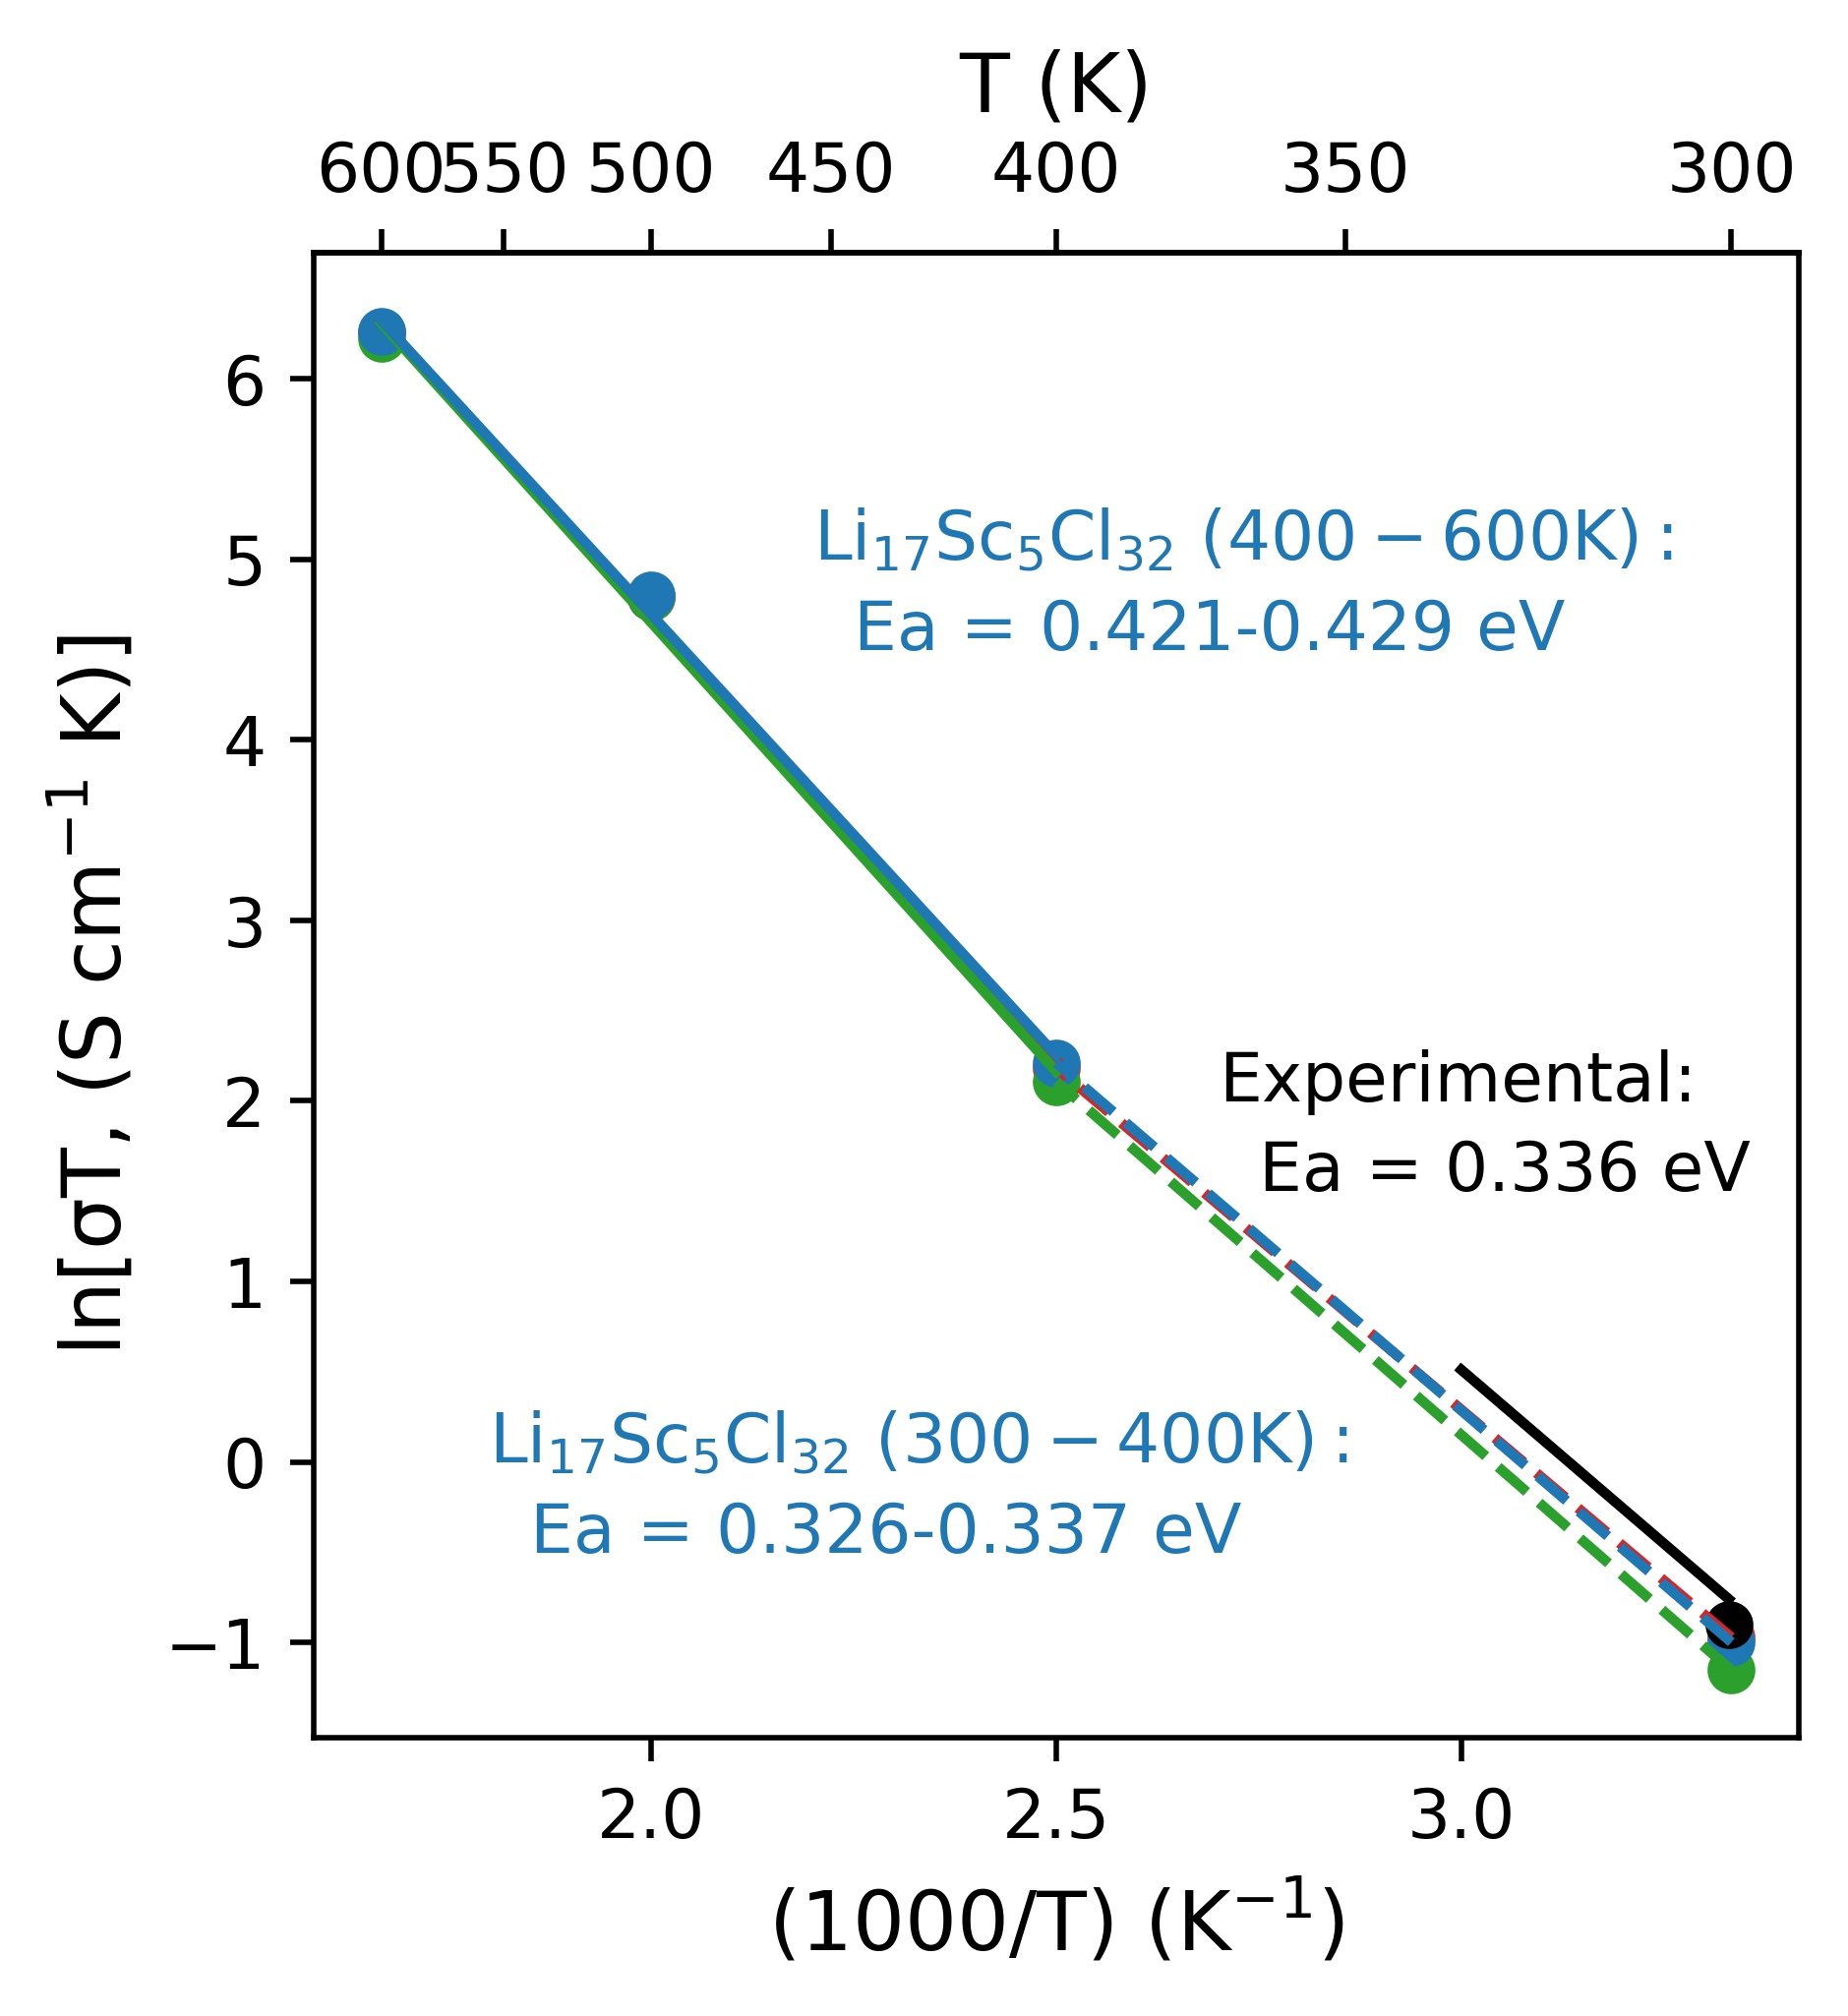 T (K)
600 550 500 450 400 350 300
6
5
4
3
2
1
0
−1
ln[σT, (S cm⁻¹ K)]
Li₁₇Sc₅Cl₃₂ (400 − 600K) :
Ea = 0.421-0.429 eV
Experimental:
Ea = 0.336 eV
Li₁₇Sc₅Cl₃₂ (300 − 400K) :
Ea = 0.326-0.337 eV
2.0 2.5 3.0
(1000/T) (K⁻¹)